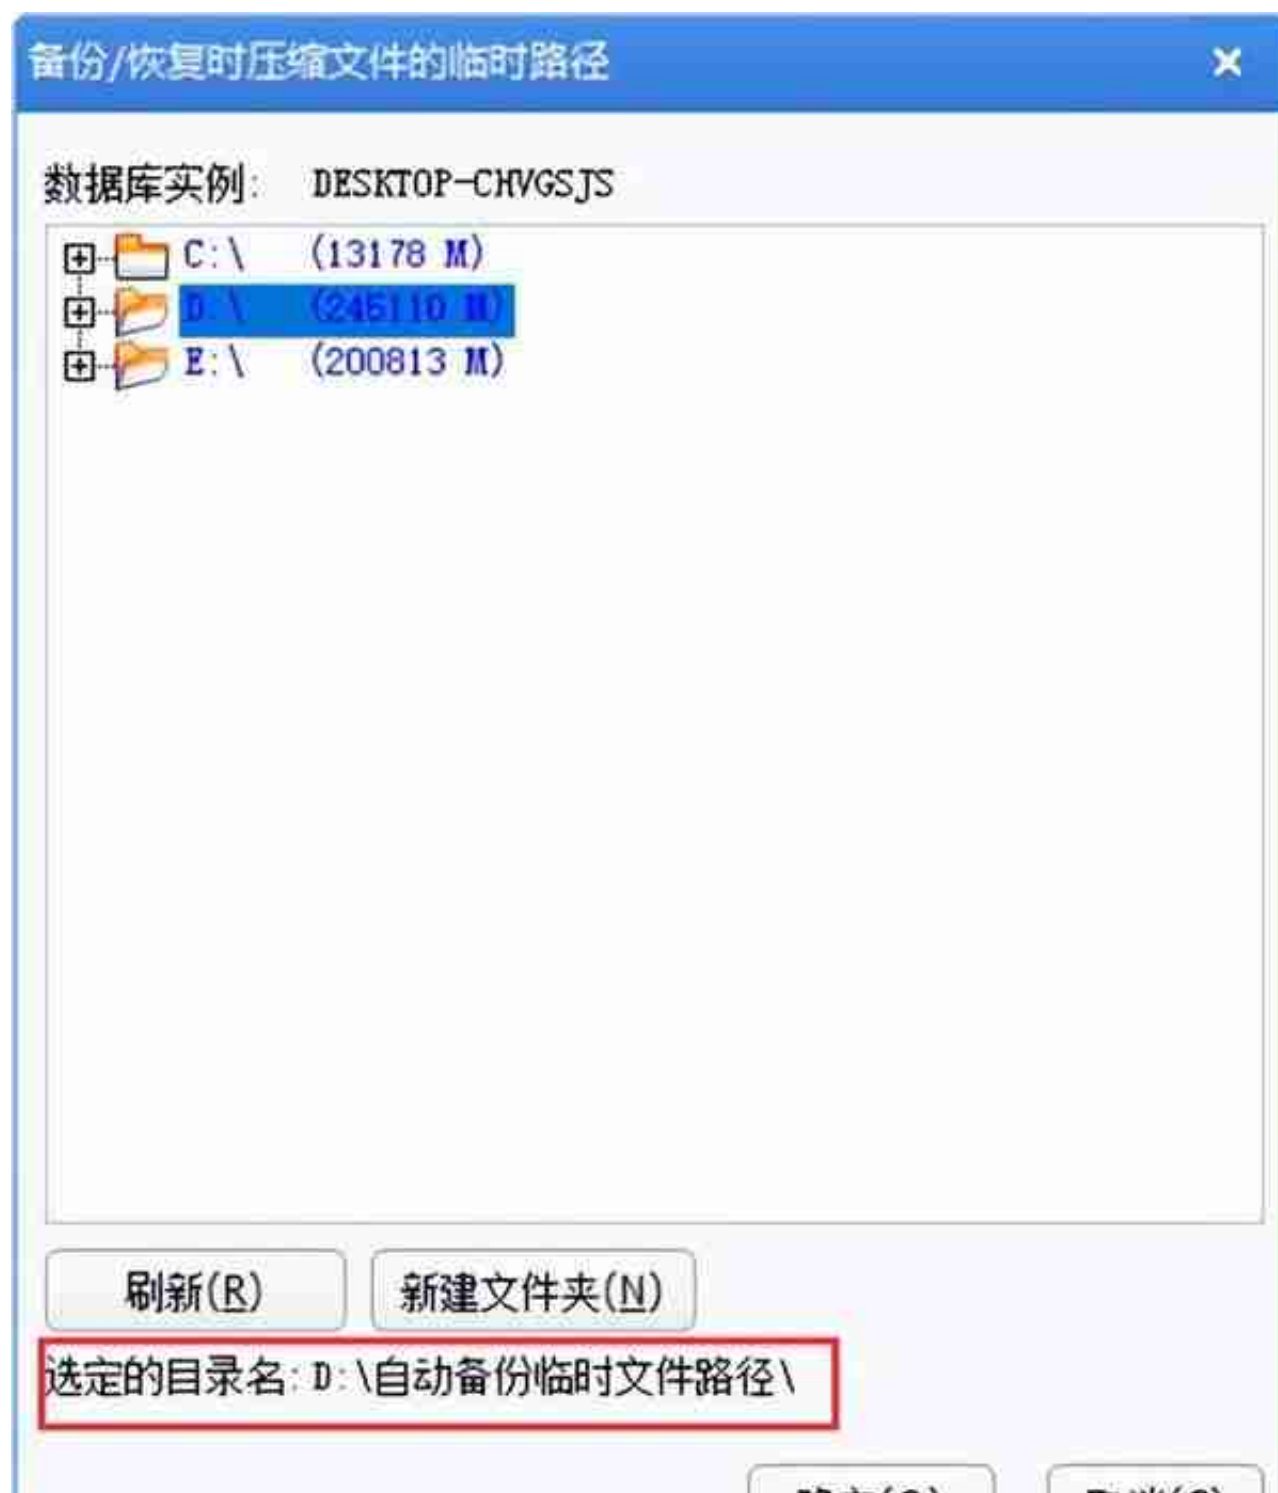 备份/恢复时压缩文件的临时路径
数据库实例: DESKTOP-CHVGSJS
C:\ (13178 M)
D:\ (245110 M)
E:\ (200813 M)
刷新(R) 新建文件夹(N)
选定的目录名:D:\自动备份临时文件路径\